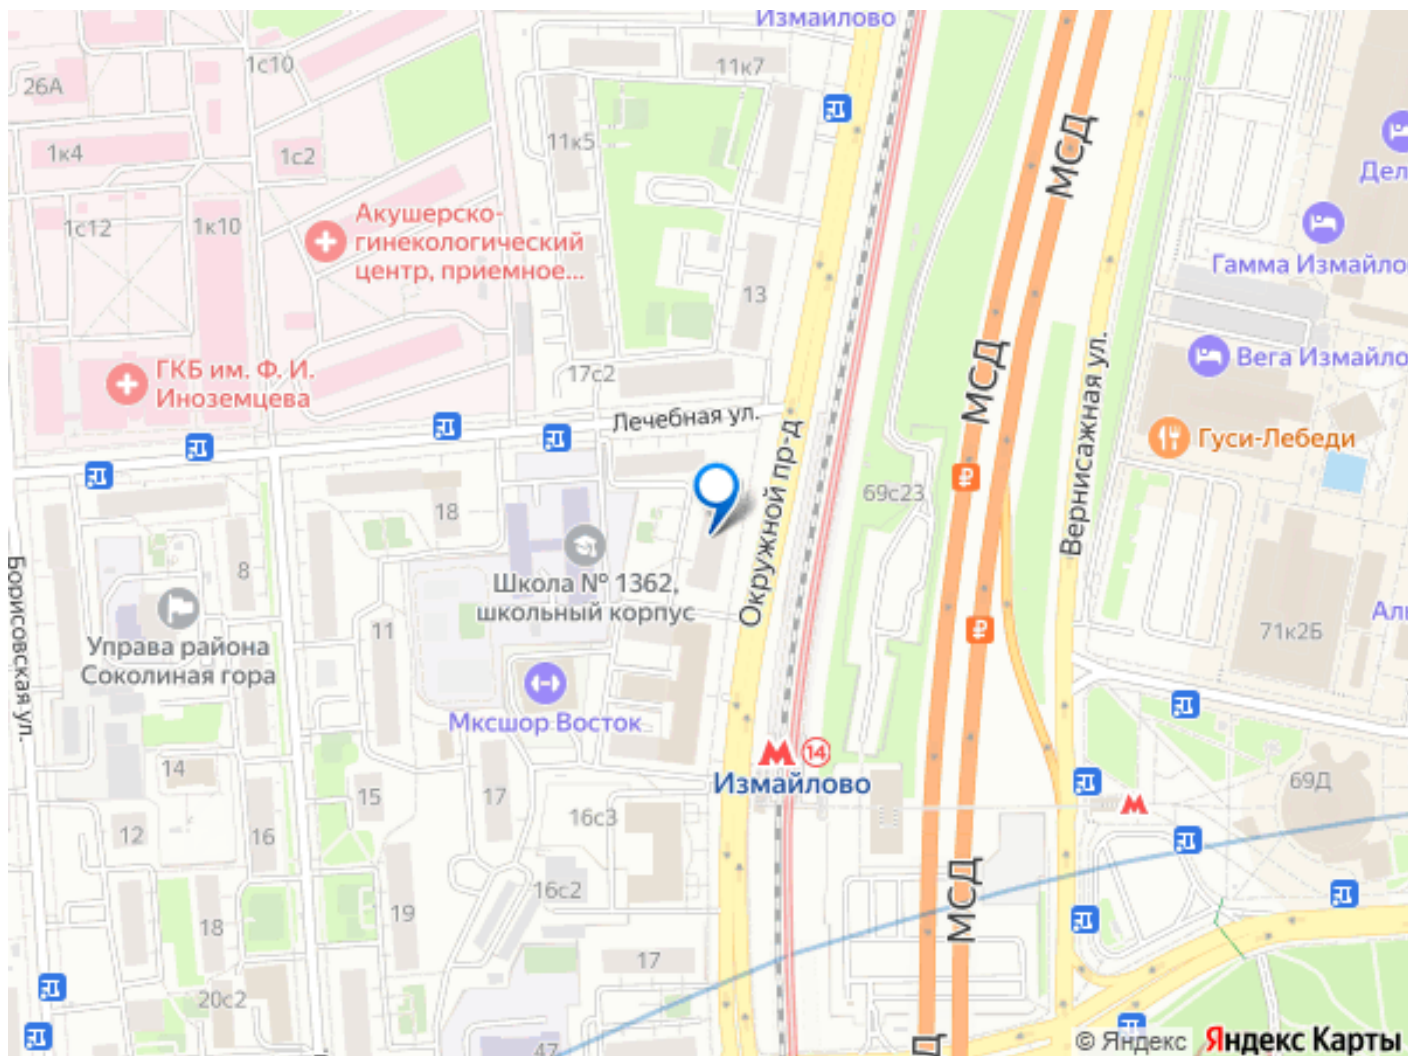 Измайлово
1с10
11к7
26А
11к5
1к4
1с2
Дел
Акушерско-
гинекологический
центр, приемное...
1с12
1к10
МСД
Гамма Измайло
13
ГКБ им. Ф. И.
Иноземцева
17с2
МСД
Вега Измайло
Лечебная ул.
Гуси-Лебеди
Окружной пр-д
Вернисажная ул.
69с23
18
8
Школа № 1362,
школьный корпус
Борисовская ул.
Управа района
Соколиная гора
11
71к2Б
Ал
Мксшор Восток
14
Измайлово
14
15
17
16с3
69Д
12
16
16с2
МСД
18
19
17
20с2
47
Д
© Яндекс
Яндекс Карты